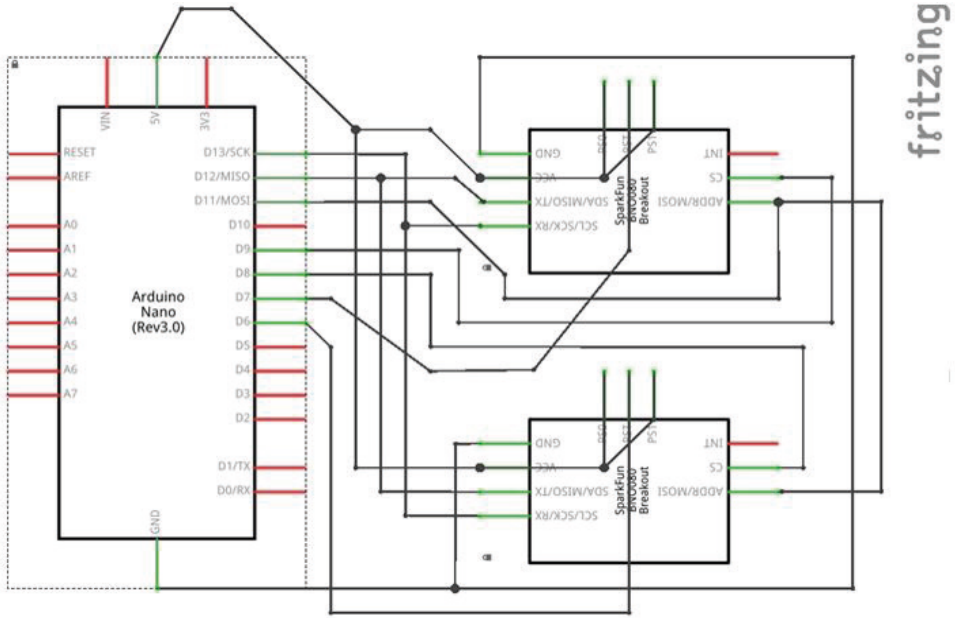 fritzing
VIN
5V
3V3
RESET
AREF
A0
A1
A2
A3
A4
A5
A6
A7
Arduino
Nano
(Rev3.0)
D13/SCK
D12/MISO
D11/MOSI
D10
D9
D8
D7
D6
D5
D4
D3
D2
D1/TX
D0/RX
GND
GND
VCC
SDA/MISO/TX
SCL/SCK/RX
PS0
PS1
SparkFun
BNO080
Breakout
INT
CS
ADDR/MOSI
GND
VCC
SDA/MISO/TX
SCL/SCK/RX
PS0
PS1
SparkFun
BNO080
Breakout
INT
CS
ADDR/MOSI